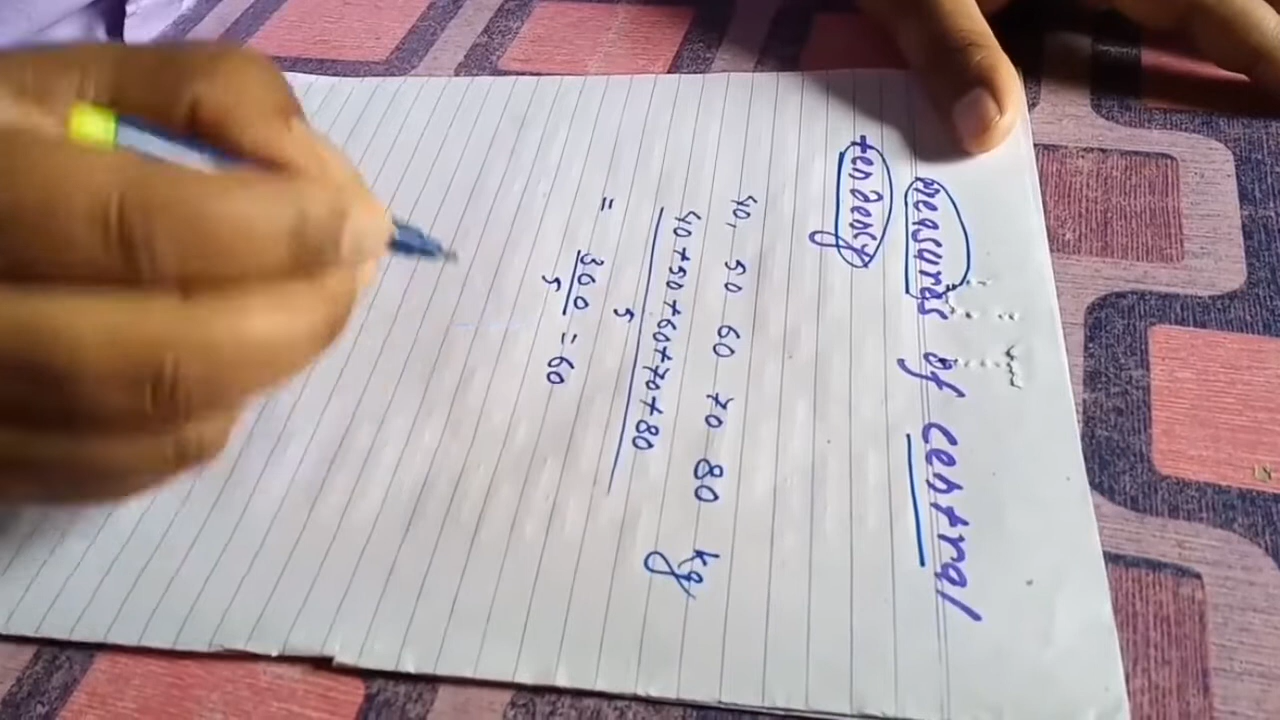 measures of central
tendency
40, 50 60 70 80 kg
40+50+60+70+80
5
= 300
5
= 60